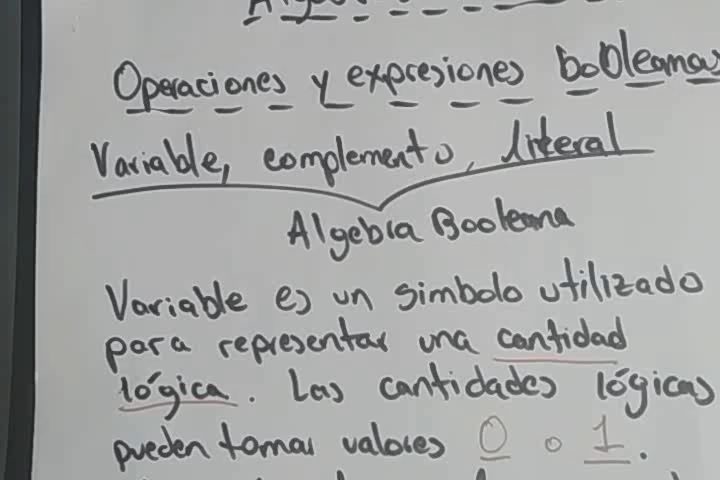 Operaciones y expresiones booleanas
Variable, complemento, literal
Algebra Booleana
Variable es un simbolo utilizado
para representar una cantidad
lógica. Las cantidades lógicas
pueden tomar valores 0 o 1.